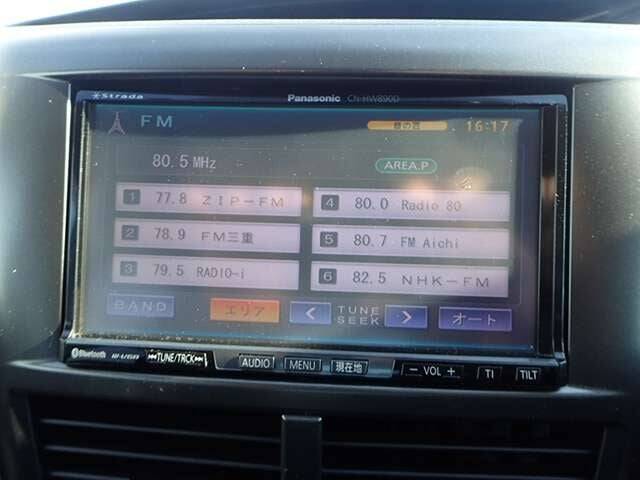 Strada
Panasonic CN-HW890D
FM
16:17
80.5 MHz
AREA.P
1 77.8 ZIP-FM
4 80.0 Radio 80
2 78.9 FM三重
5 80.7 FM Aichi
3 79.5 RADIO-i
6 82.5 NHK-FM
BAND
エリア
<
TUNE
SEEK
>
オート
Bluetooth
TUNE/TRCK
AUDIO
MENU
現在地
− VOL +
TI
TILT